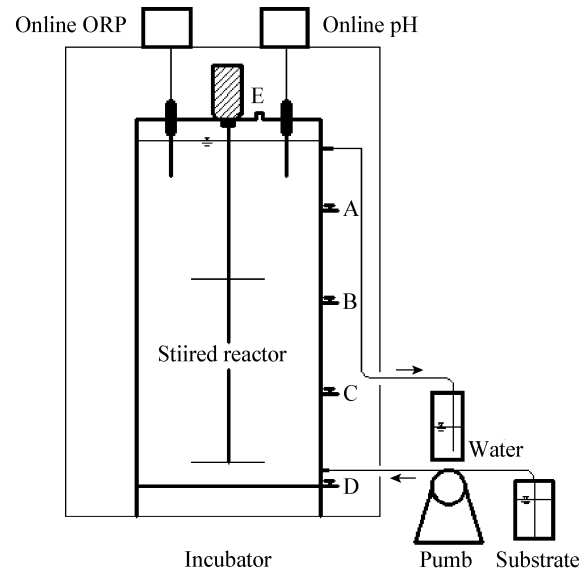 Online ORP
Online pH
E
A
B
Stiired reactor
C
Water
D
Incubator
Pumb
Substrate